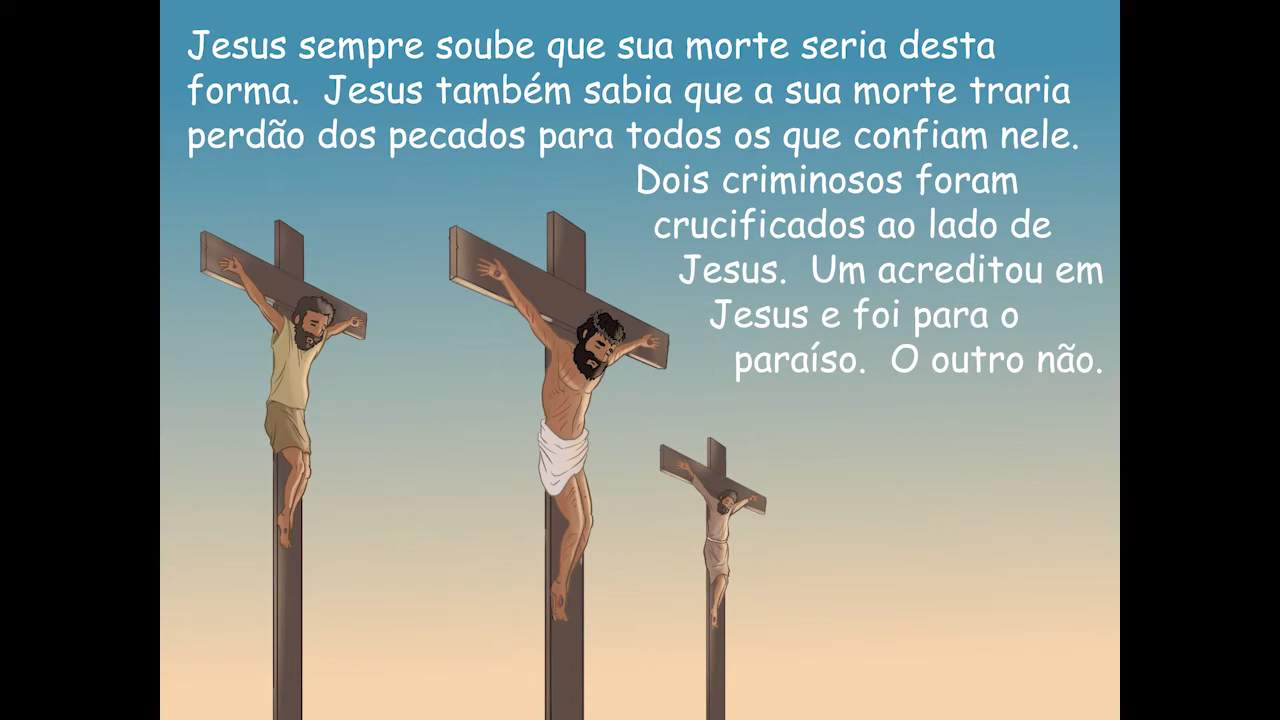 Jesus sempre soube que sua morte seria desta
forma.  Jesus também sabia que a sua morte traria
perdão dos pecados para todos os que confiam nele.
Dois criminosos foram
crucificados ao lado de
Jesus.  Um acreditou em
Jesus e foi para o
paraíso.  O outro não.